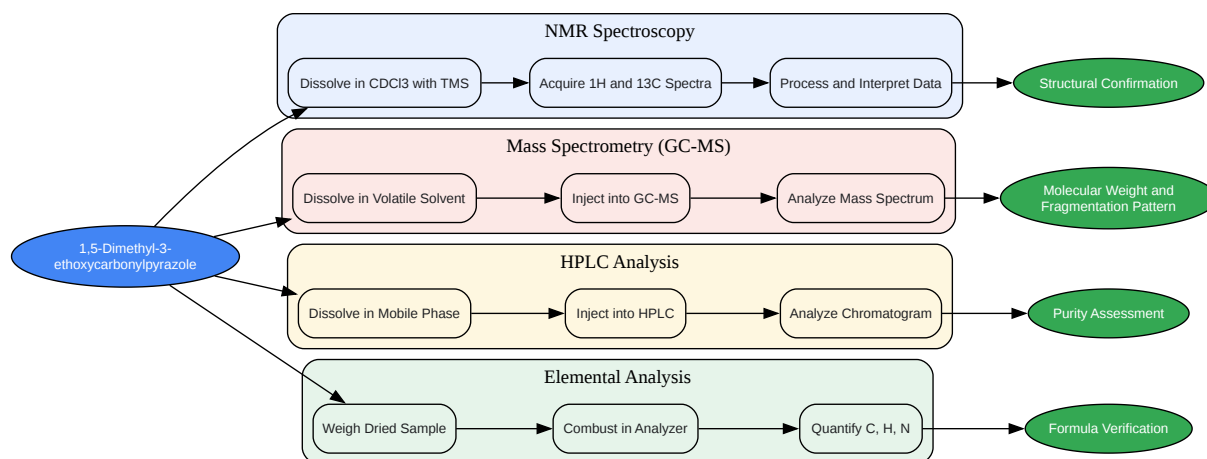 NMR Spectroscopy
Dissolve in CDCl3 with TMS
Acquire 1H and 13C Spectra
Process and Interpret Data
Structural Confirmation
Mass Spectrometry (GC-MS)
Dissolve in Volatile Solvent
Inject into GC-MS
Analyze Mass Spectrum
Molecular Weight and
Fragmentation Pattern
1,5-Dimethyl-3-
ethoxycarbonylpyrazole
HPLC Analysis
Dissolve in Mobile Phase
Inject into HPLC
Analyze Chromatogram
Purity Assessment
Elemental Analysis
Weigh Dried Sample
Combust in Analyzer
Quantify C, H, N
Formula Verification